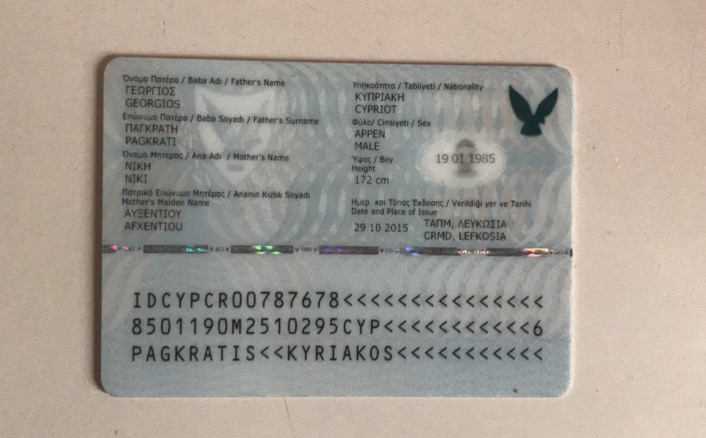 Όνομα Πατέρα / Baba Adı / Father's Name
ΓΕΩΡΓΙΟΣ
GEORGIOS
Επώνυμο Πατέρα / Baba Soyadı / Father's Surname
ΠΑΓΚΡΑΤΗ
PAGKRATI
Όνομα Μητέρας / Ana Adı / Mother's Name
ΝΙΚΗ
NIKI
Πατρικό Επώνυμο Μητέρας / Ananın Kızlık Soyadı
Mother's Maiden Name
ΑΥΞΕΝΤΙΟΥ
AFXENTIOU
Υπηκοότητα / Tabiiyeti / Nationality
ΚΥΠΡΙΑΚΗ
CYPRIOT
Φύλο/ Cinsiyeti / Sex
ΑΡΡΕΝ
MALE
Ύψος / Boy
Height
172 cm
19 01 1985
Ημερ. και Τόπος Έκδοσης / Verildiği yer ve Tarihi
Date and Place of Issue
29 10 2015 ΤΑΠΜ, ΛΕΥΚΩΣΙΑ
CRMD, LEFKOSIA
IDCYPCR00787678<<<<<<<<<<<<<<<
8501190M2510295CYP<<<<<<<<<<<6
PAGKRATIS<<KYRIAKOS<<<<<<<<<<<